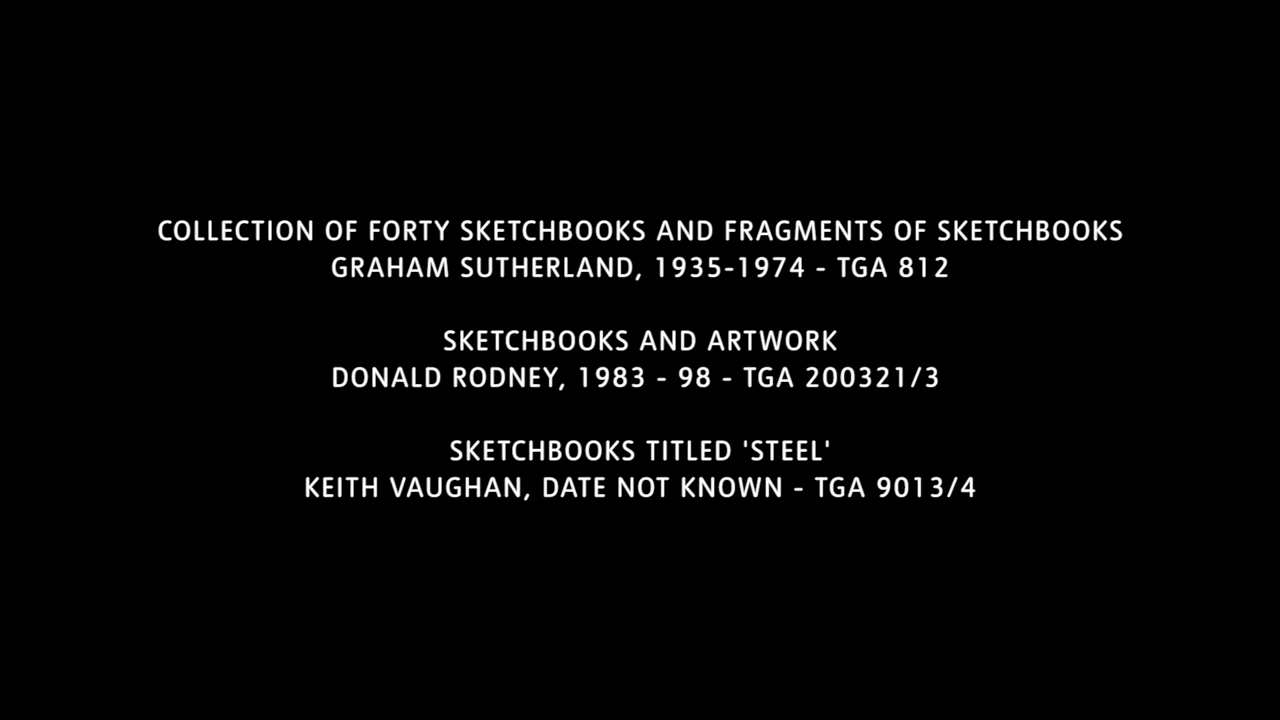 COLLECTION OF FORTY SKETCHBOOKS AND FRAGMENTS OF SKETCHBOOKS
GRAHAM SUTHERLAND, 1935-1974 - TGA 812
SKETCHBOOKS AND ARTWORK
DONALD RODNEY, 1983 - 98 - TGA 200321/3
SKETCHBOOKS TITLED 'STEEL'
KEITH VAUGHAN, DATE NOT KNOWN - TGA 9013/4